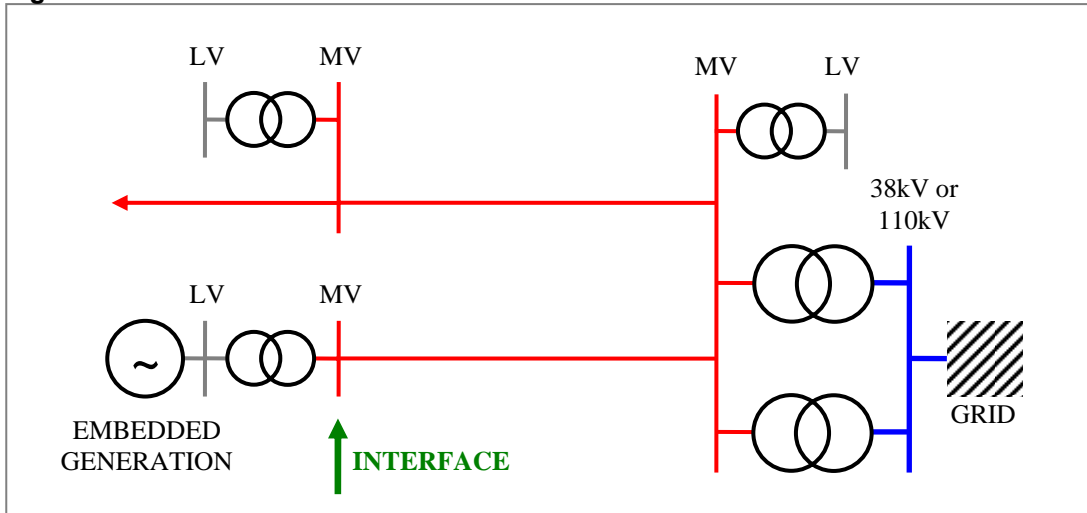 LV
MV
MV
LV
38kV or
110kV
LV
MV
~
EMBEDDED
GENERATION
INTERFACE
GRID